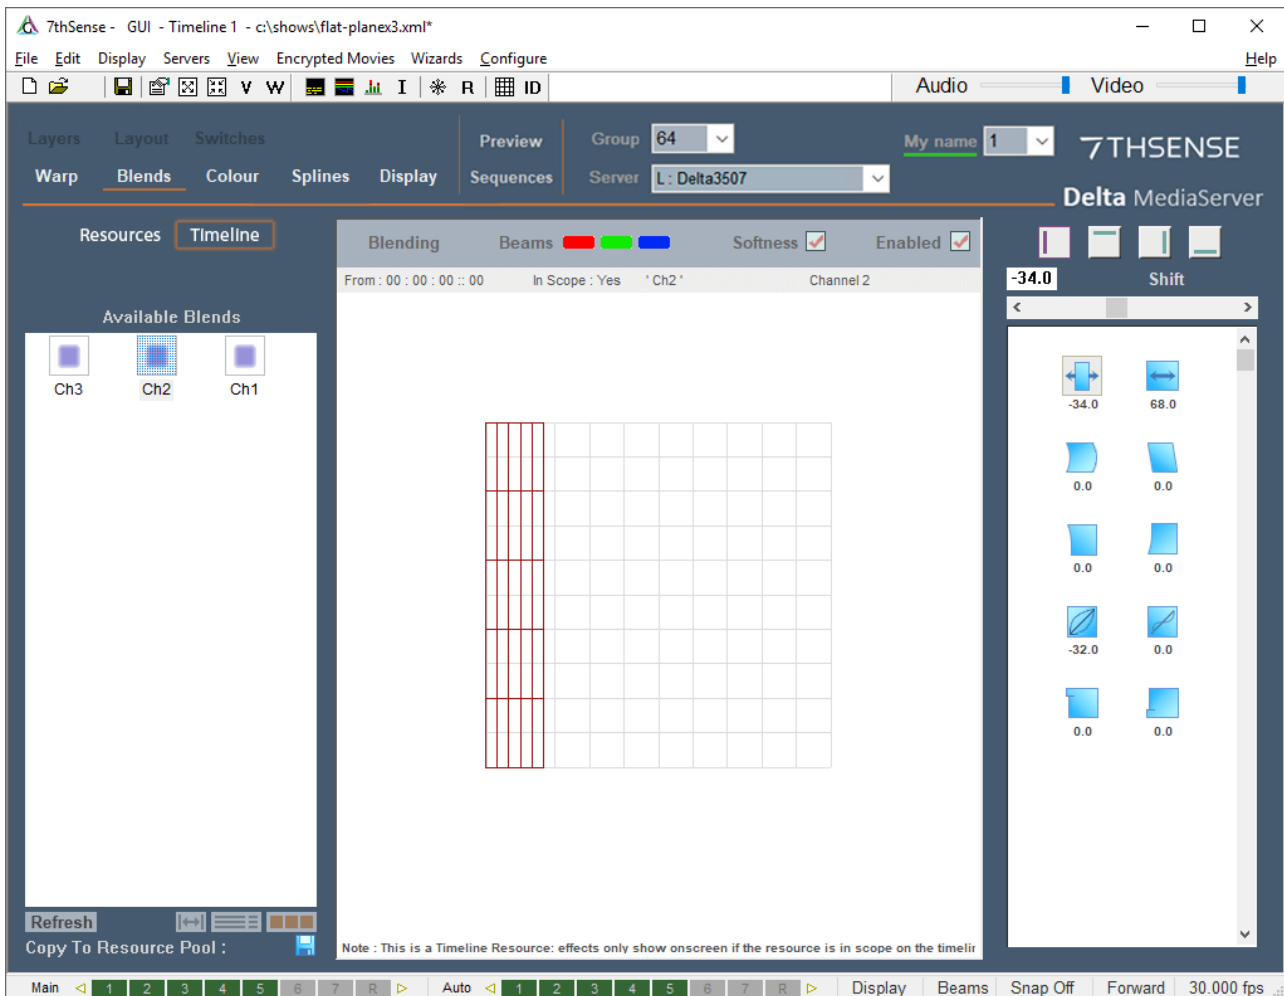 7thSense - GUI - Timeline 1 - c:\shows\flat-planex3.xml*
File Edit Display Servers View Encrypted Movies Wizards Configure Help
V W I R ID Audio Video
Layers Layout Switches Preview Group 64 My name 1 7THSENSE
Warp Blends Colour Splines Display Sequences Server L : Delta3507
Delta MediaServer
Resources Timeline Blending Beams Softness Enabled
From : 00 : 00 : 00 :: 00 In Scope : Yes ' Ch2 ' Channel 2 -34.0 Shift
Available Blends
Ch3 Ch2 Ch1
-34.0 68.0
0.0 0.0
0.0 0.0
-32.0 0.0
0.0 0.0
Refresh
Copy To Resource Pool :
Note : This is a Timeline Resource: effects only show onscreen if the resource is in scope on the timelin
Main 1 2 3 4 5 6 7 R Auto 1 2 3 4 5 6 7 R Display Beams Snap Off Forward 30.000 fps